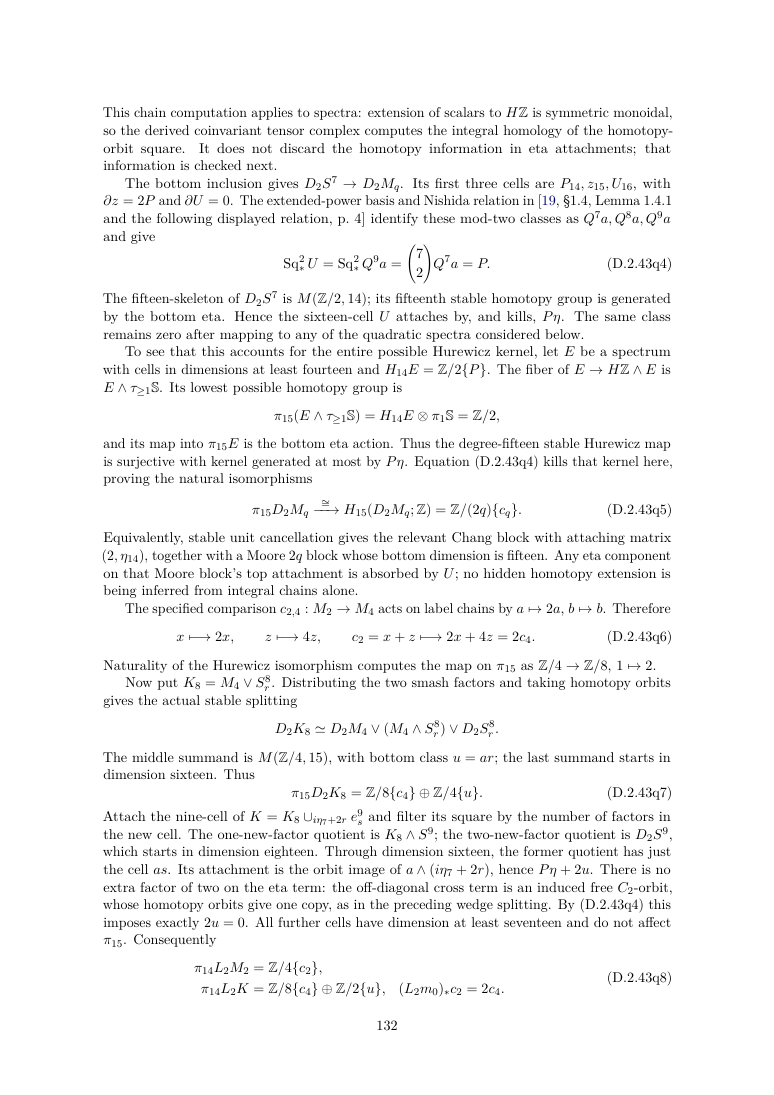 This chain computation applies to spectra: extension of scalars to Hℤ is symmetric monoidal,
so the derived coinvariant tensor complex computes the integral homology of the homotopy-
orbit square. It does not discard the homotopy information in eta attachments; that
information is checked next.
The bottom inclusion gives D₂S⁷ → D₂M_q. Its first three cells are P₁₄, z₁₅, U₁₆, with
∂z = 2P and ∂U = 0. The extended-power basis and Nishida relation in [19, §1.4, Lemma 1.4.1
and the following displayed relation, p. 4] identify these mod-two classes as Q⁷a, Q⁸a, Q⁹a
and give
Sq²_* U = Sq²_* Q⁹a = \binom{7}{2} Q⁷a = P. (D.2.43q4)
The fifteen-skeleton of D₂S⁷ is M(ℤ/2, 14); its fifteenth stable homotopy group is generated
by the bottom eta. Hence the sixteen-cell U attaches by, and kills, Pη. The same class
remains zero after mapping to any of the quadratic spectra considered below.
To see that this accounts for the entire possible Hurewicz kernel, let E be a spectrum
with cells in dimensions at least fourteen and H₁₄E = ℤ/2{P}. The fiber of E → Hℤ ∧ E is
E ∧ τ_{≥1}𝕊. Its lowest possible homotopy group is
π₁₅(E ∧ τ_{≥1}𝕊) = H₁₄E ⊗ π₁𝕊 = ℤ/2,
and its map into π₁₅E is the bottom eta action. Thus the degree-fifteen stable Hurewicz map
is surjective with kernel generated at most by Pη. Equation (D.2.43q4) kills that kernel here,
proving the natural isomorphisms
π₁₅D₂M_q \xrightarrow{≅} H₁₅(D₂M_q; ℤ) = ℤ/(2q){c_q}. (D.2.43q5)
Equivalently, stable unit cancellation gives the relevant Chang block with attaching matrix
(2, η₁₄), together with a Moore 2q block whose bottom dimension is fifteen. Any eta component
on that Moore block's top attachment is absorbed by U; no hidden homotopy extension is
being inferred from integral chains alone.
The specified comparison c_{2,4} : M₂ → M₄ acts on label chains by a ↦ 2a, b ↦ b. Therefore
x ⟼ 2x, z ⟼ 4z, c₂ = x + z ⟼ 2x + 4z = 2c₄. (D.2.43q6)
Naturality of the Hurewicz isomorphism computes the map on π₁₅ as ℤ/4 → ℤ/8, 1 ↦ 2.
Now put K₈ = M₄ ∨ S⁸_r. Distributing the two smash factors and taking homotopy orbits
gives the actual stable splitting
D₂K₈ ≃ D₂M₄ ∨ (M₄ ∧ S⁸_r) ∨ D₂S⁸_r.
The middle summand is M(ℤ/4, 15), with bottom class u = ar; the last summand starts in
dimension sixteen. Thus
π₁₅D₂K₈ = ℤ/8{c₄} ⊕ ℤ/4{u}. (D.2.43q7)
Attach the nine-cell of K = K₈ ∪_{iη₇+2r} e⁹_s and filter its square by the number of factors in
the new cell. The one-new-factor quotient is K₈ ∧ S⁹; the two-new-factor quotient is D₂S⁹,
which starts in dimension eighteen. Through dimension sixteen, the former quotient has just
the cell as. Its attachment is the orbit image of a ∧ (iη₇ + 2r), hence Pη + 2u. There is no
extra factor of two on the eta term: the off-diagonal cross term is an induced free C₂-orbit,
whose homotopy orbits give one copy, as in the preceding wedge splitting. By (D.2.43q4) this
imposes exactly 2u = 0. All further cells have dimension at least seventeen and do not affect
π₁₅. Consequently
π₁₄L₂M₂ = ℤ/4{c₂},
π₁₄L₂K = ℤ/8{c₄} ⊕ ℤ/2{u}, (L₂m₀)_*c₂ = 2c₄. (D.2.43q8)
132